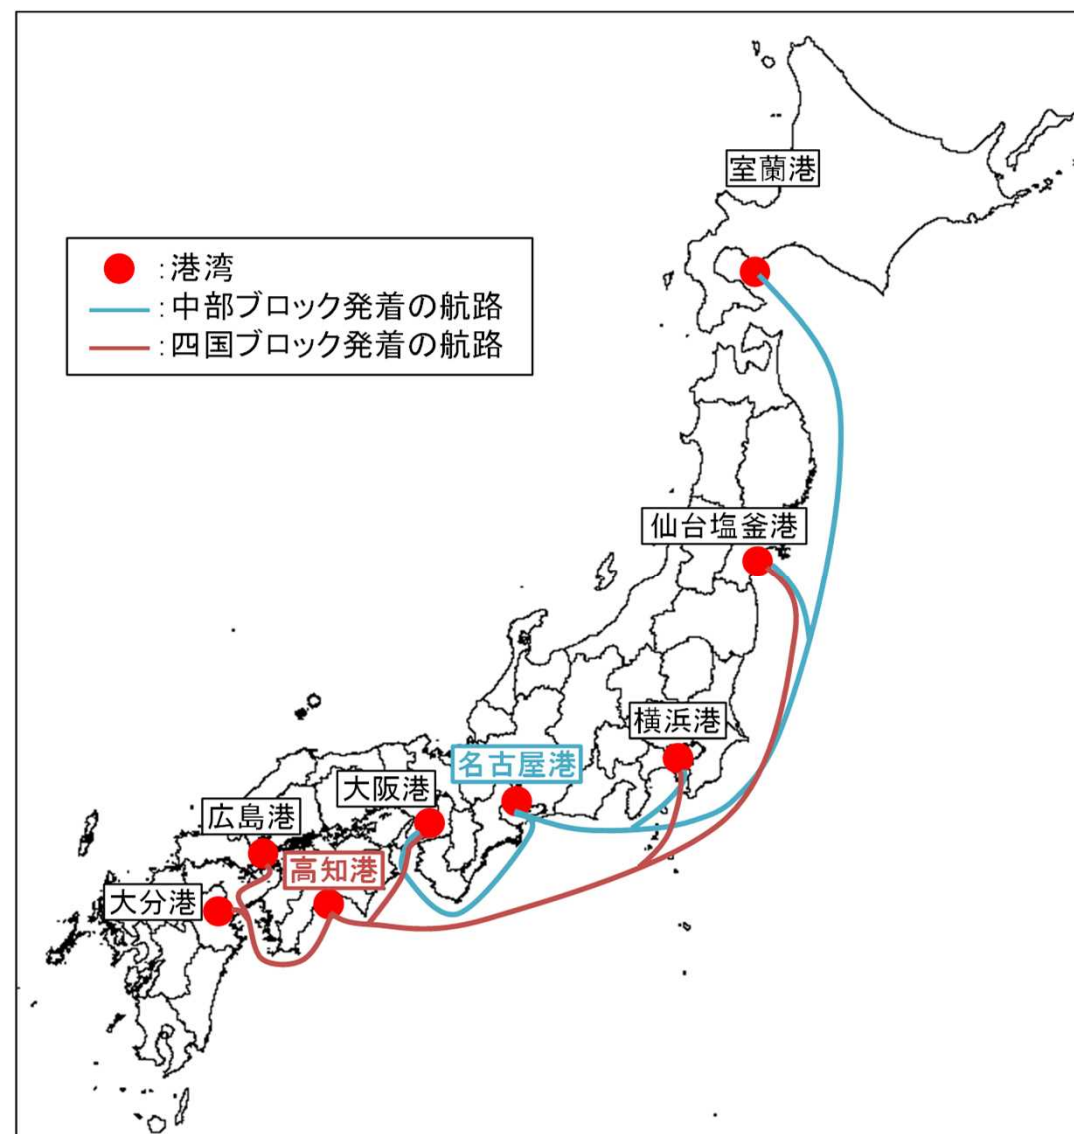 室蘭港
：港湾
：中部ブロック発着の航路
：四国ブロック発着の航路
仙台塩釜港
横浜港
名古屋港
大阪港
広島港
高知港
大分港